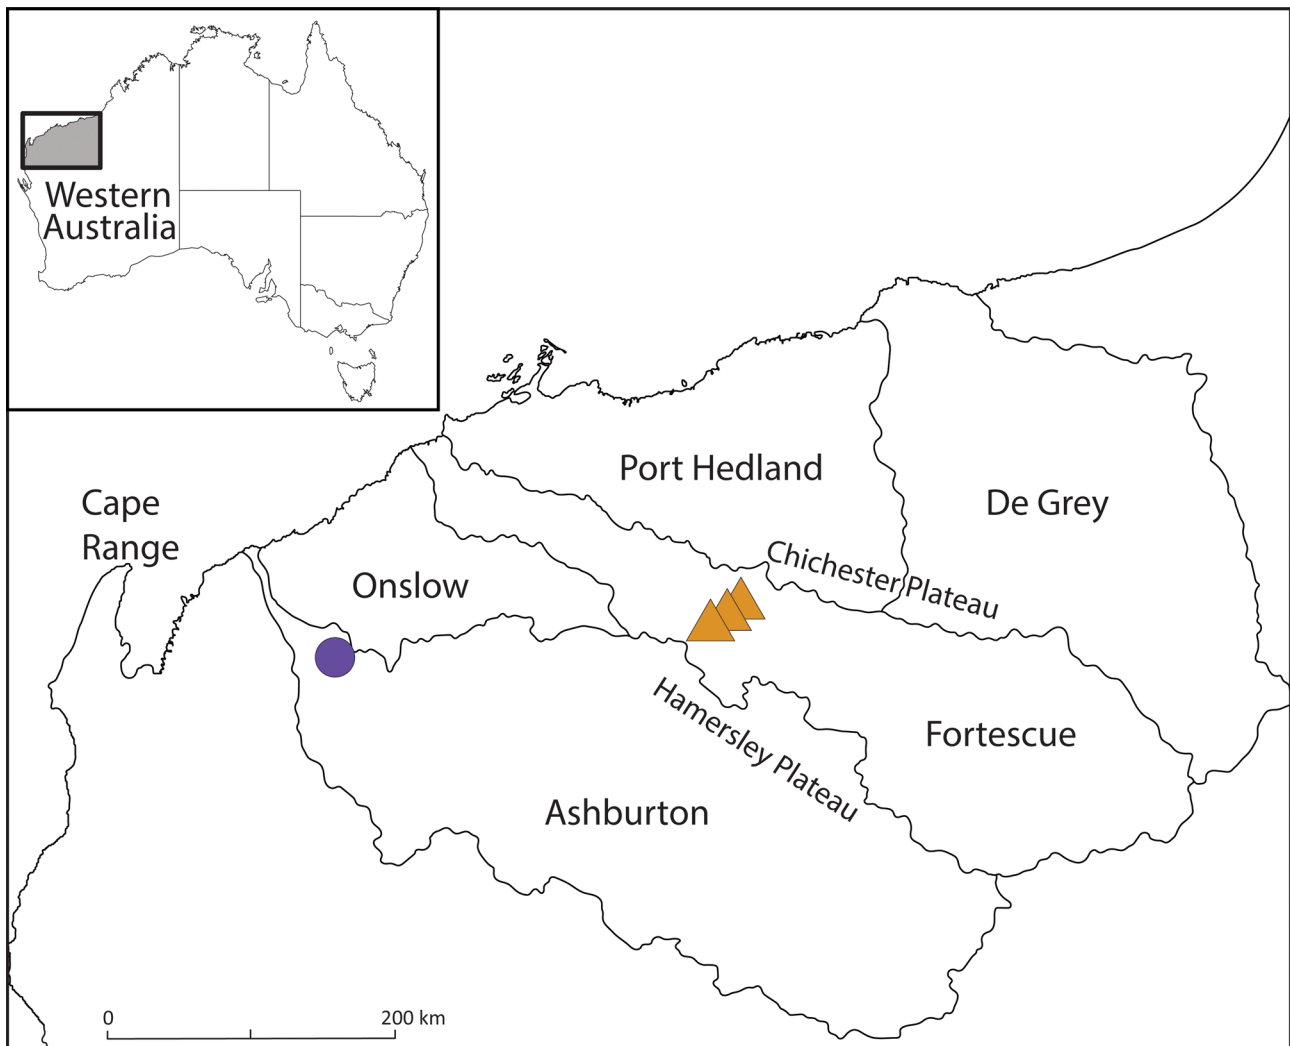 Western
Australia
Port Hedland
Cape
Range
De Grey
Chichester Plateau
Onslow
Hamersley Plateau
Fortescue
Ashburton
0
200 km